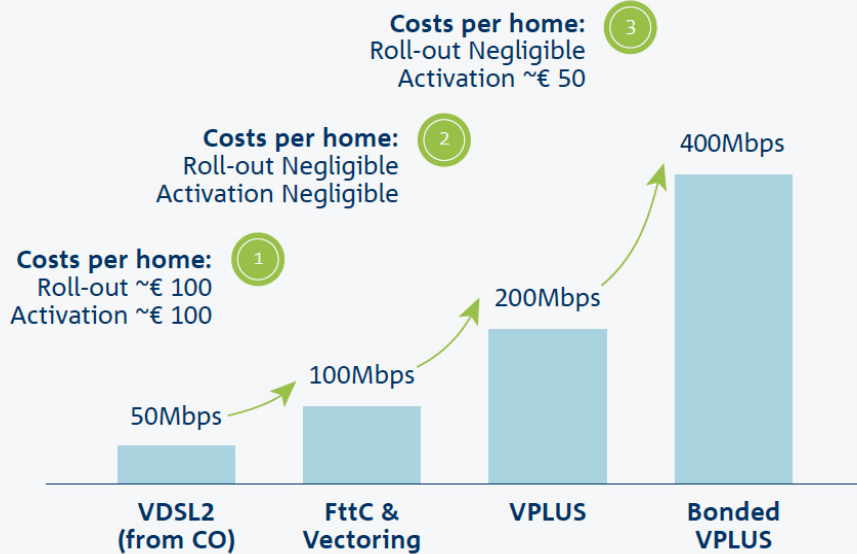 Costs per home:
Roll-out Negligible
Activation ~€ 50
3
Costs per home:
Roll-out Negligible
Activation Negligible
2
Costs per home:
Roll-out ~€ 100
Activation ~€ 100
1
50Mbps
100Mbps
200Mbps
400Mbps
VDSL2
(from CO)
FttC &
Vectoring
VPLUS
Bonded
VPLUS